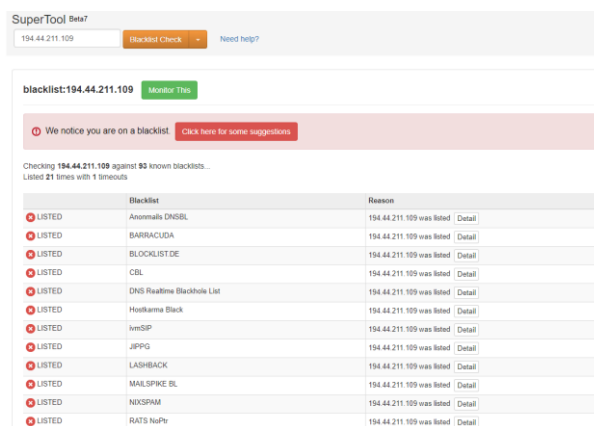 SuperTool Beta7
194.44.211.109 Blacklist Check Need help?
blacklist:194.44.211.109 Monitor This
We notice you are on a blacklist. Click here for some suggestions
Checking 194.44.211.109 against 93 known blacklists...
Listed 21 times with 1 timeouts
Blacklist Reason
LISTED Anonmails DNSBL 194.44.211.109 was listed Detail
LISTED BARRACUDA 194.44.211.109 was listed Detail
LISTED BLOCKLIST.DE 194.44.211.109 was listed Detail
LISTED CBL 194.44.211.109 was listed Detail
LISTED DNS Realtime Blackhole List 194.44.211.109 was listed Detail
LISTED Hostkarma Black 194.44.211.109 was listed Detail
LISTED ivmSIP 194.44.211.109 was listed Detail
LISTED JIPPG 194.44.211.109 was listed Detail
LISTED LASHBACK 194.44.211.109 was listed Detail
LISTED MAILSPIKE BL 194.44.211.109 was listed Detail
LISTED NIXSPAM 194.44.211.109 was listed Detail
LISTED RATS NoPtr 194.44.211.109 was listed Detail